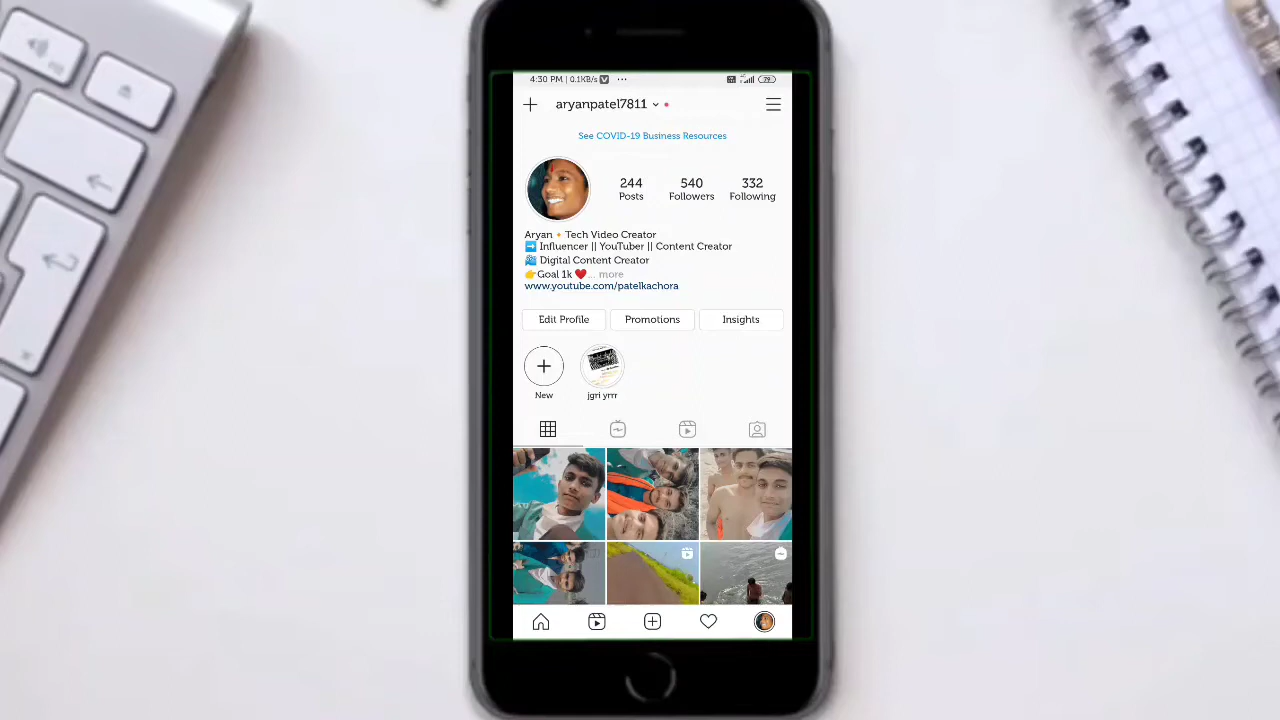 4:30 PM | 0.1KB/s ...
79
aryanpatel7811
See COVID-19 Business Resources
244 540 332
Posts Followers Following
Aryan🔸Tech Video Creator
➡️ Influencer || YouTuber || Content Creator
Digital Content Creator
👉Goal 1k ❤️... more
www.youtube.com/patelkachora
Edit Profile Promotions Insights
New jgri yrrr